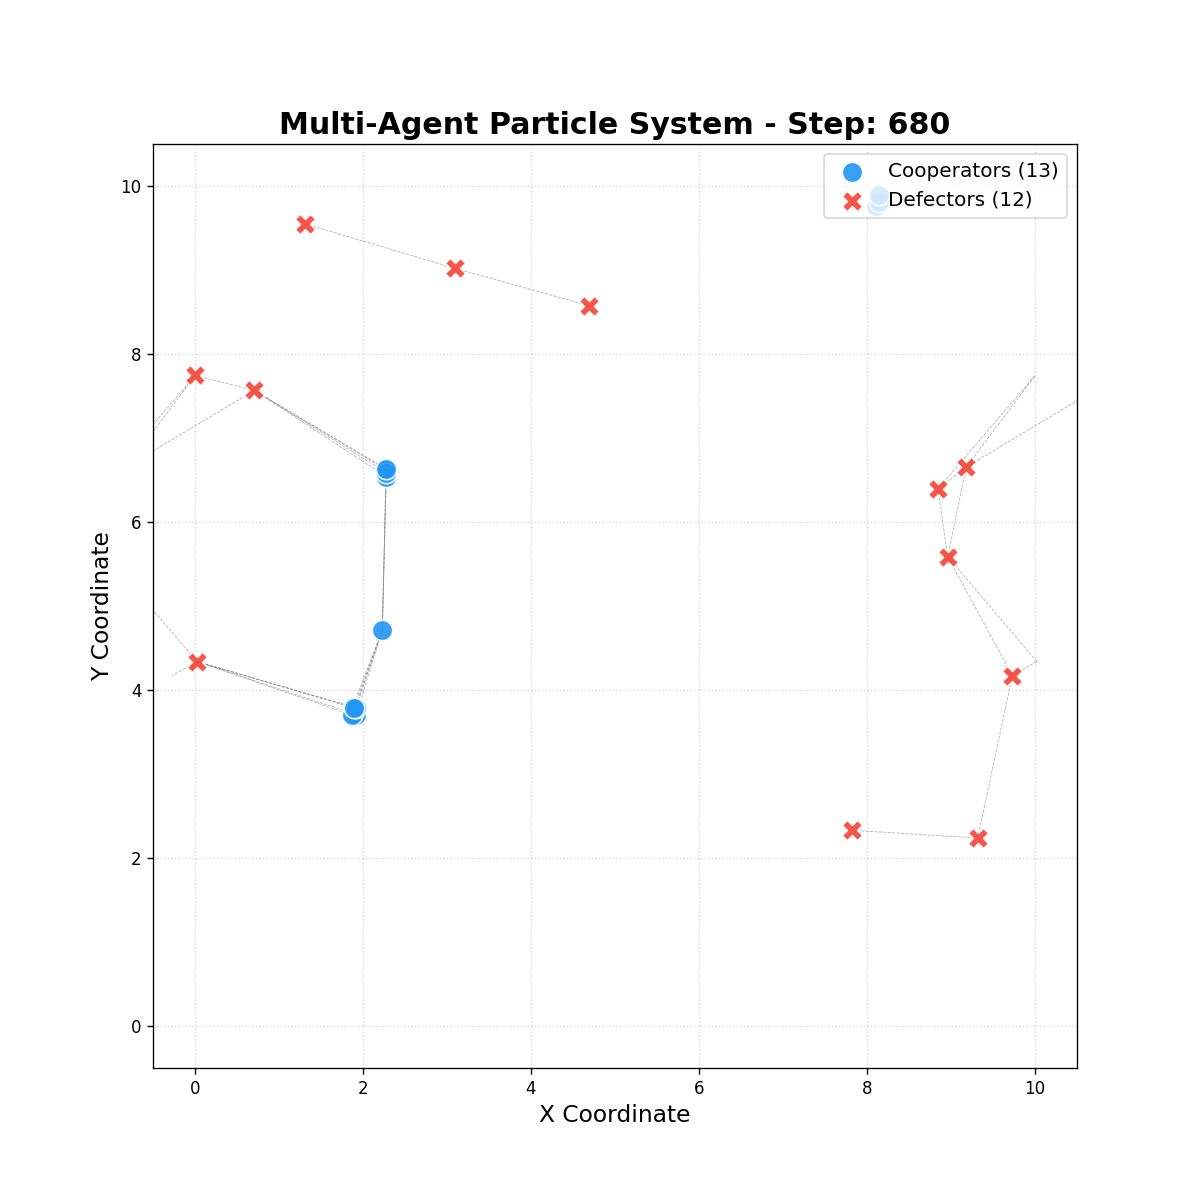 Multi-Agent Particle System - Step: 680
Cooperators (13)
Defectors (12)
10
8
6
4
2
0
Y Coordinate
0 2 4 6 8 10
X Coordinate